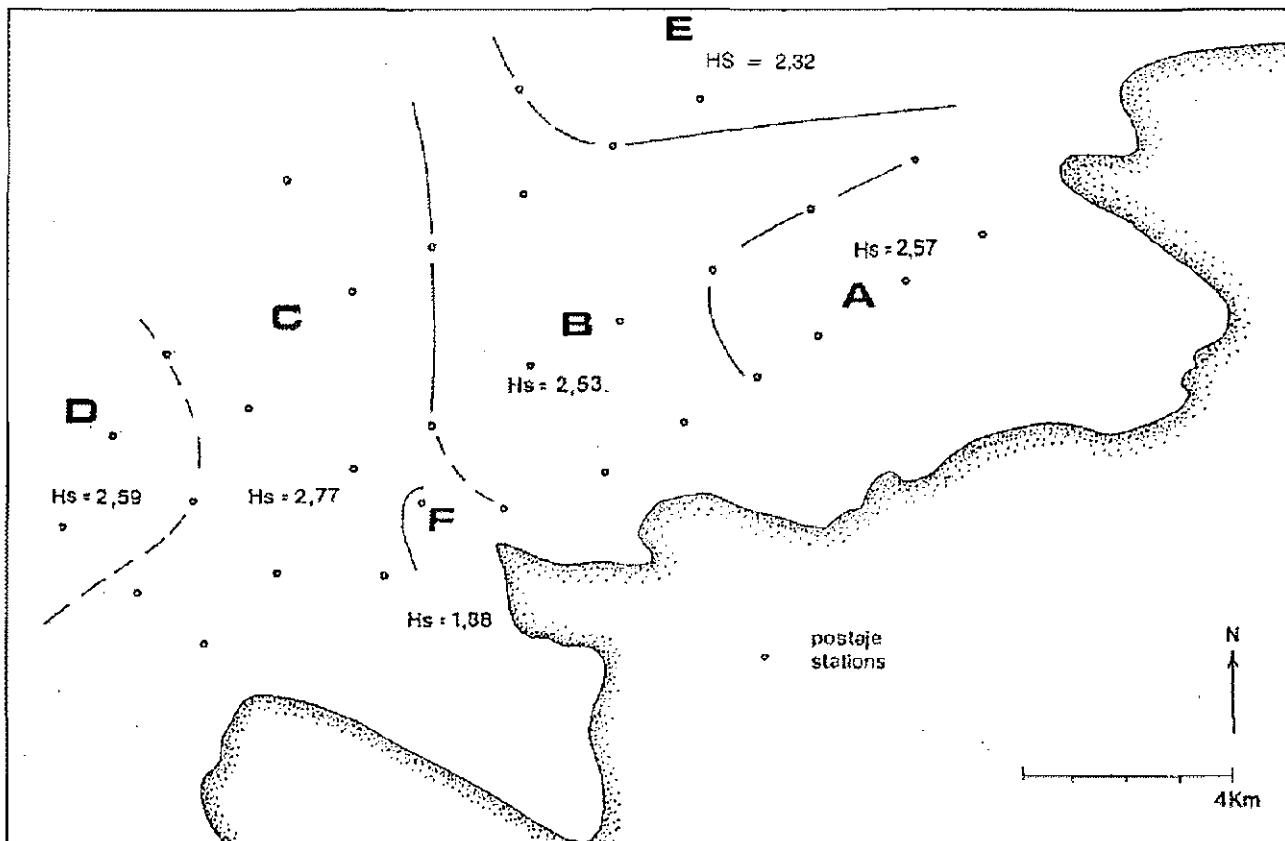 E
HS = 2,32
Hs = 2,57
A
C
B
Hs = 2,53.
D
Hs = 2,59
Hs = 2,77
F
Hs = 1,88
postaje
stations
N
4Km